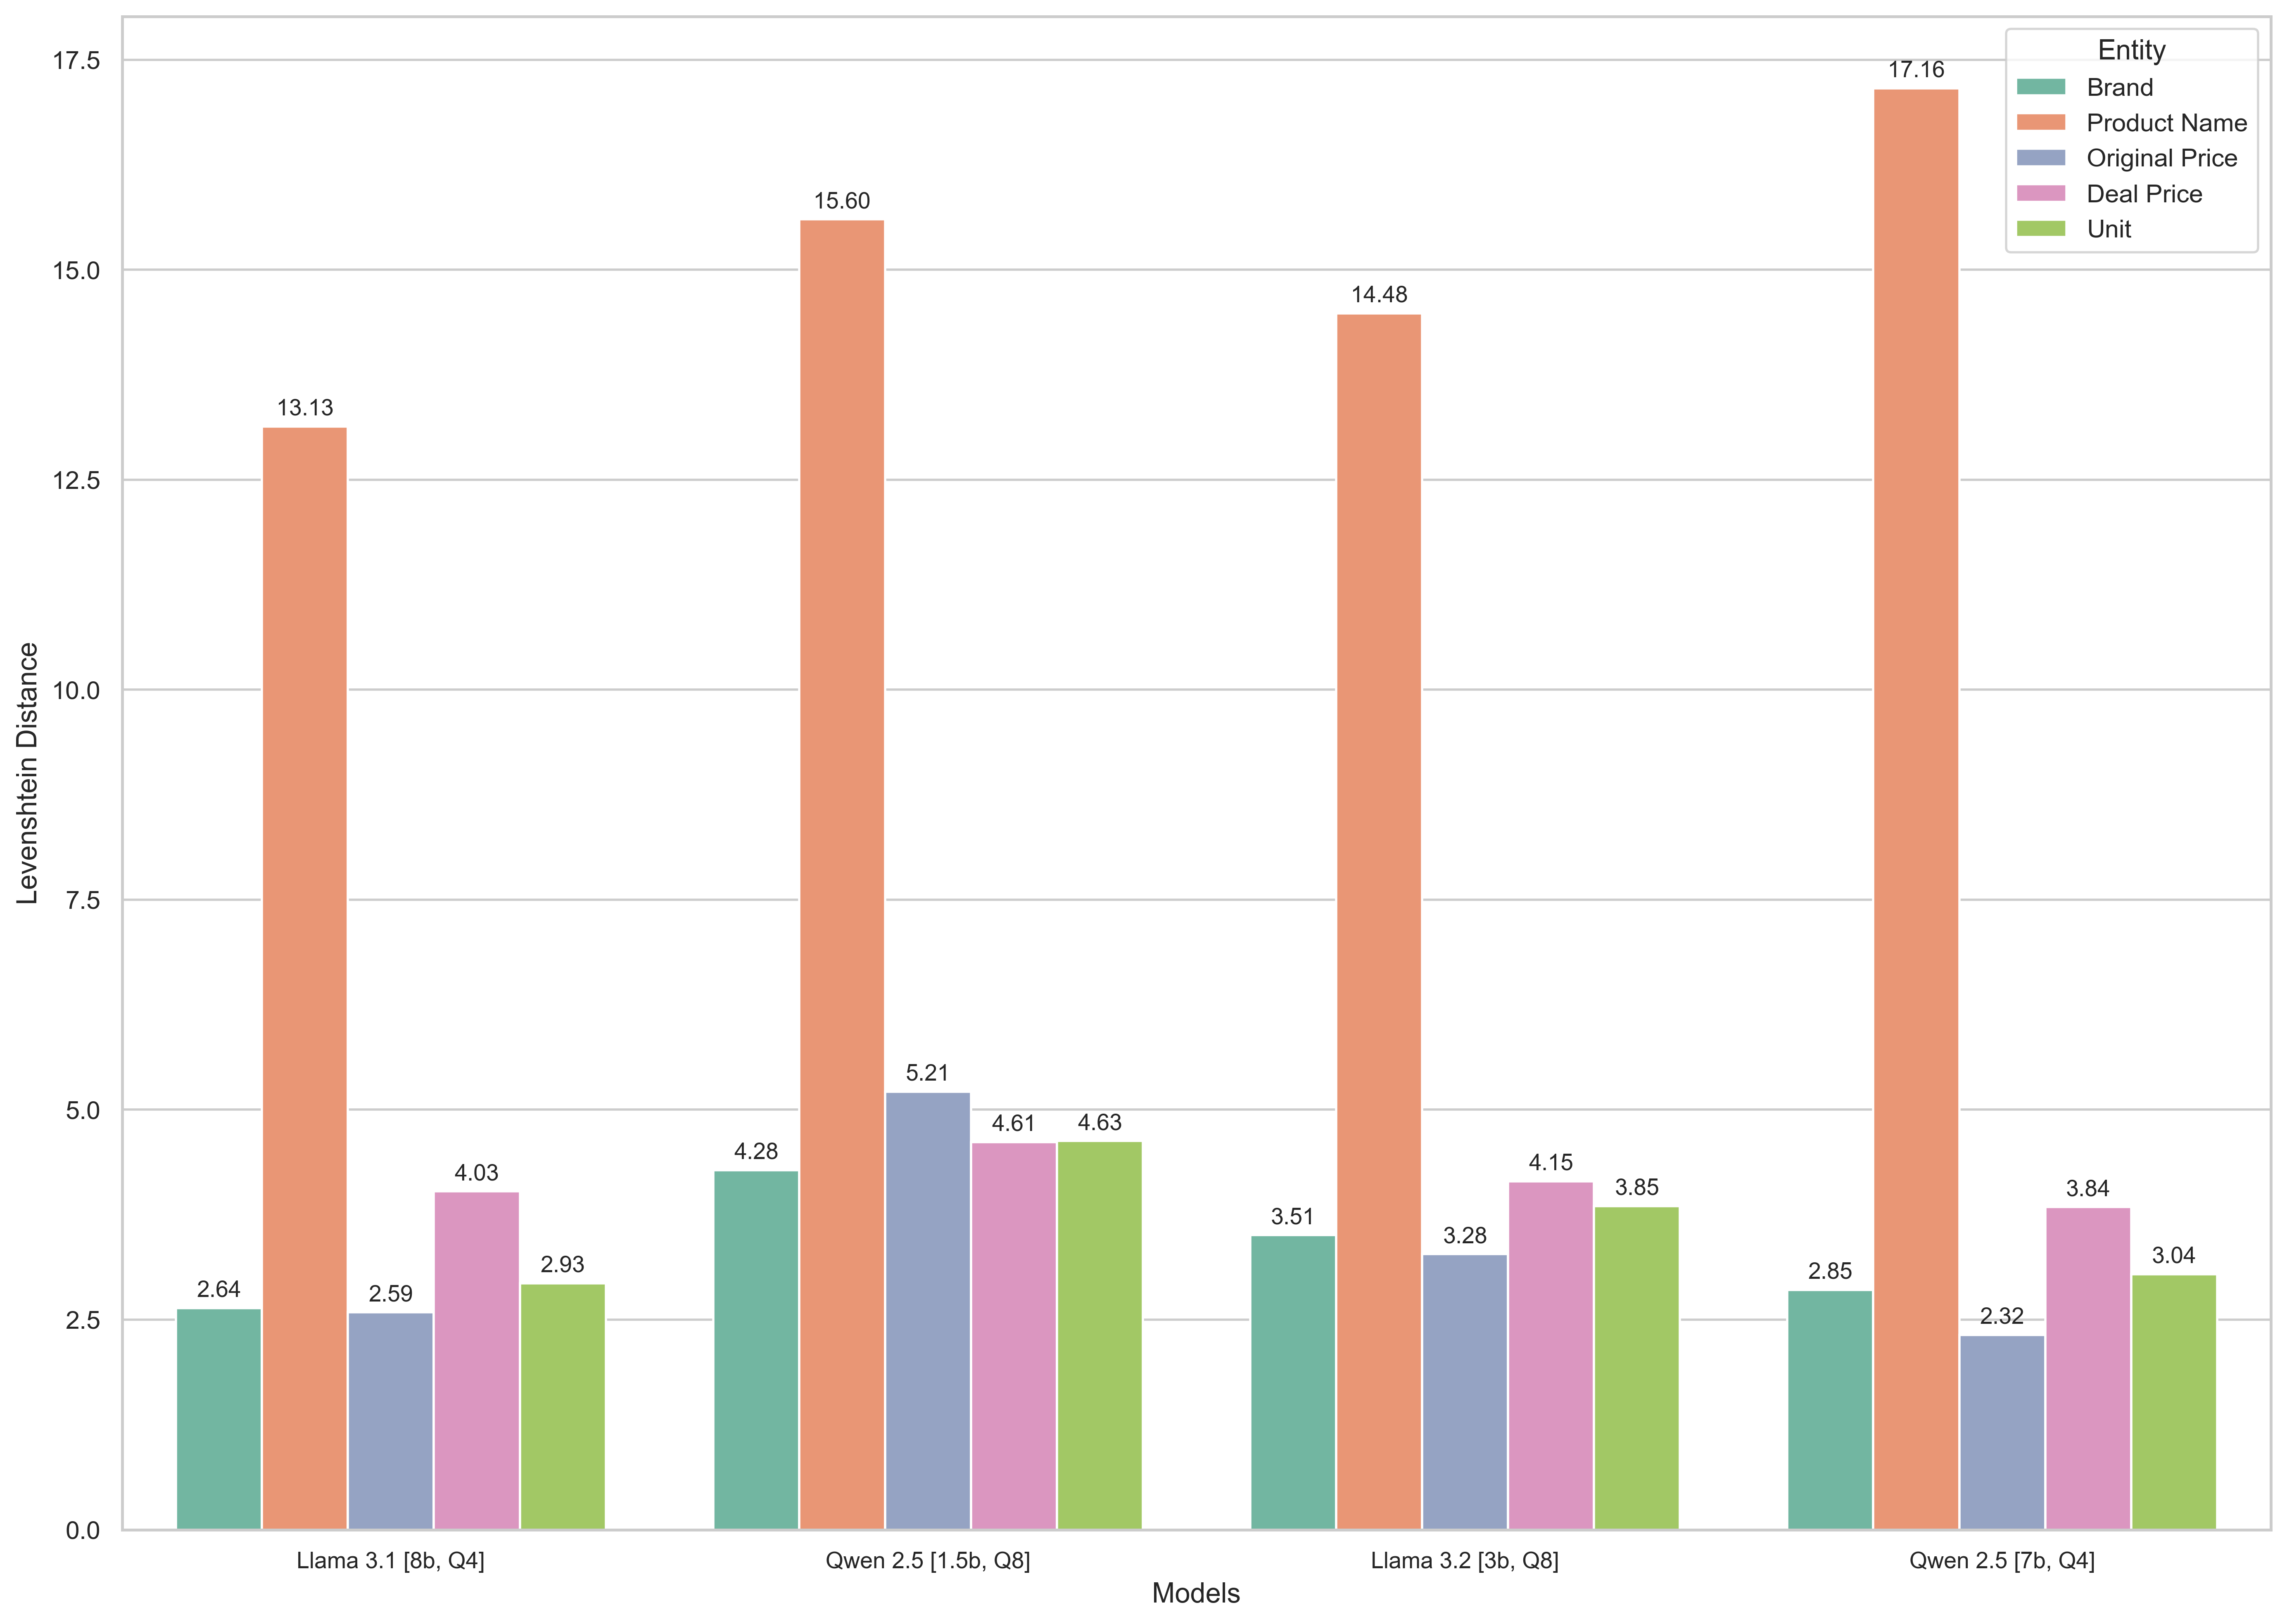 Levenshtein Distance
17.5
15.0
12.5
10.0
7.5
5.0
2.5
0.0
Entity
Brand
Product Name
Original Price
Deal Price
Unit
2.64
13.13
2.59
4.03
2.93
4.28
15.60
5.21
4.61
4.63
3.51
14.48
3.28
4.15
3.85
2.85
17.16
2.32
3.84
3.04
Llama 3.1 [8b, Q4]
Qwen 2.5 [1.5b, Q8]
Llama 3.2 [3b, Q8]
Qwen 2.5 [7b, Q4]
Models